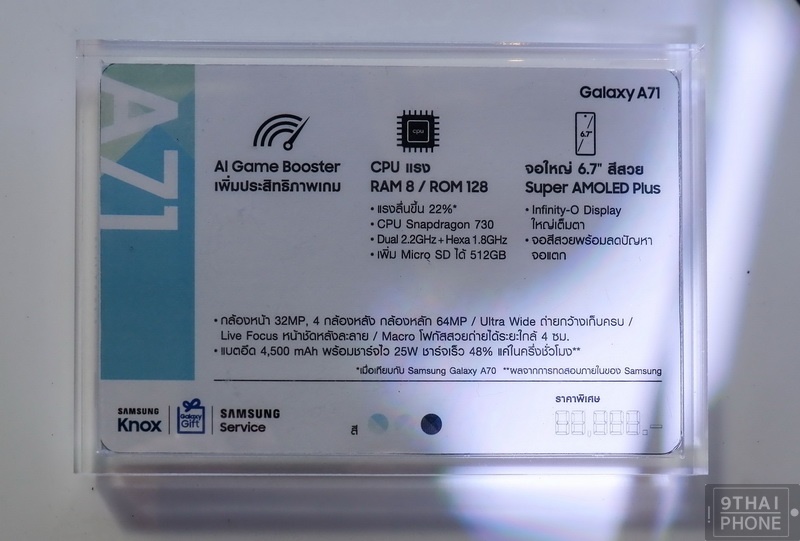 Galaxy A71
A71
AI Game Booster
เพิ่มประสิทธิภาพเกม
cpu
CPU แรง
RAM 8 / ROM 128
• แรงลื่นขึ้น 22%*
• CPU Snapdragon 730
• Dual 2.2GHz + Hexa 1.8GHz
• เพิ่ม Micro SD ได้ 512GB
6.7"
จอใหญ่ 6.7" สีสวย
Super AMOLED Plus
• Infinity-O Display
ใหญ่เต็มตา
• จอสีสวยพร้อมลดปัญหา
จอแตก
• กล้องหน้า 32MP, 4 กล้องหลัง กล้องหลัก 64MP / Ultra Wide ถ่ายกว้างเก็บครบ /
Live Focus หน้าชัดหลังละลาย / Macro โฟกัสสวยถ่ายได้ระยะใกล้ 4 ซม.
• แบตอึด 4,500 mAh พร้อมชาร์จไว 25W ชาร์จเร็ว 48% แค่ในครึ่งชั่วโมง**
*เมื่อเทียบกับ Samsung Galaxy A70 **ผลจากการทดสอบภายในของ Samsung
SAMSUNG
Knox
Galaxy
Gift
SAMSUNG
Service
สี
ราคาพิเศษ
88,888.-
9THAI
PHONE